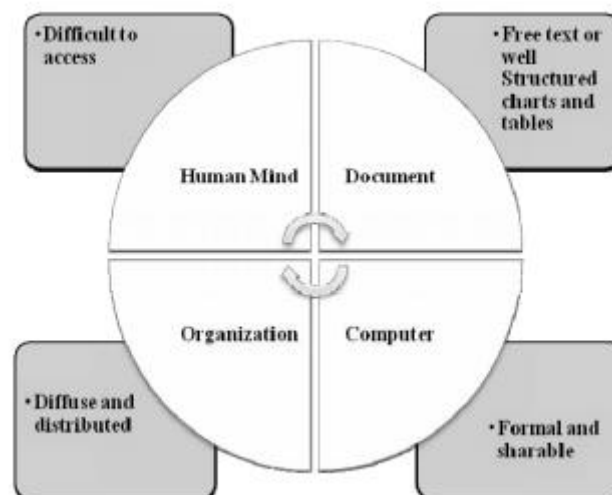 •Difficult to
access
•Free text or
well
Structured
charts and
tables
Human Mind
Document
Organization
Computer
•Diffuse and
distributed
•Formal and
sharable